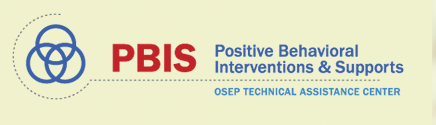 PBIS
Positive Behavioral
Interventions & Supports
OSEP TECHNICAL ASSISTANCE CENTER